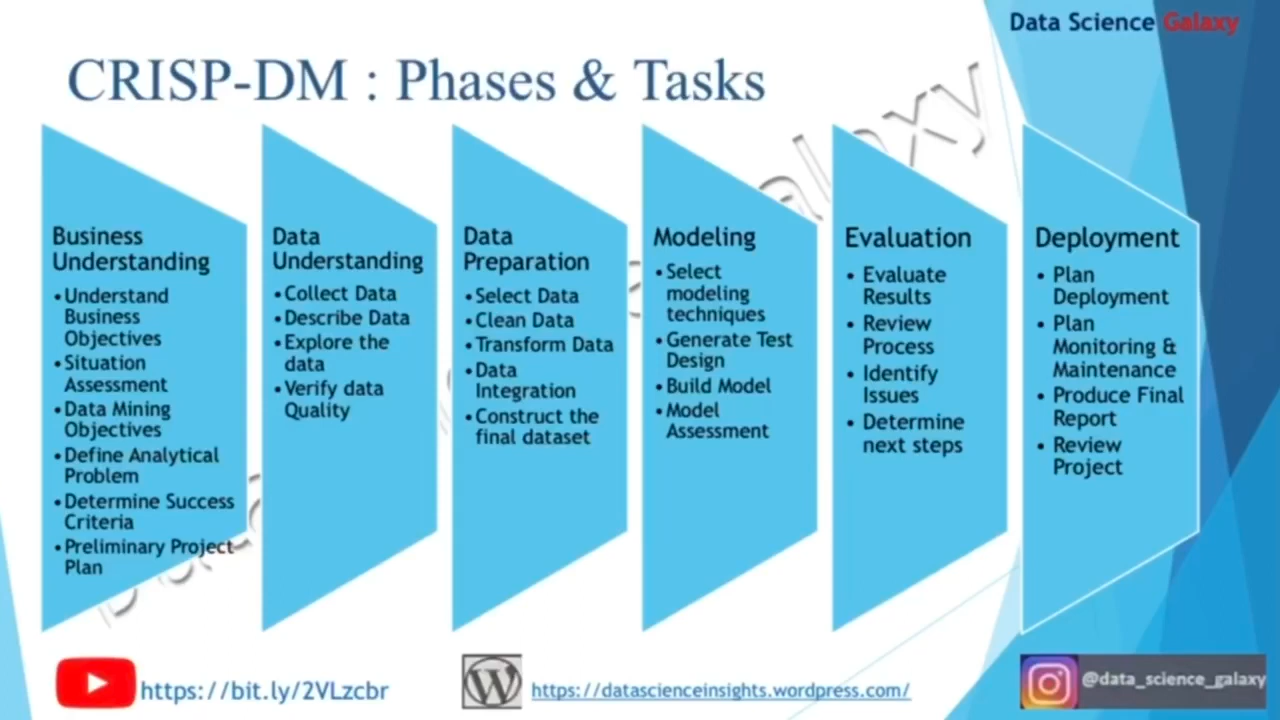 Data Science Galaxy
CRISP-DM : Phases & Tasks
Business
Understanding
•Understand
Business
Objectives
•Situation
Assessment
•Data Mining
Objectives
•Define Analytical
Problem
•Determine Success
Criteria
•Preliminary Project
Plan
Data
Understanding
•Collect Data
•Describe Data
•Explore the
data
•Verify data
Quality
Data
Preparation
•Select Data
•Clean Data
•Transform Data
•Data
Integration
•Construct the
final dataset
Modeling
•Select
modeling
techniques
•Generate Test
Design
•Build Model
•Model
Assessment
Evaluation
• Evaluate
Results
• Review
Process
• Identify
Issues
• Determine
next steps
Deployment
• Plan
Deployment
• Plan
Monitoring &
Maintenance
• Produce Final
Report
• Review
Project
https://bit.ly/2VLzcbr
https://datascienceinsights.wordpress.com/
@data_science_galaxy